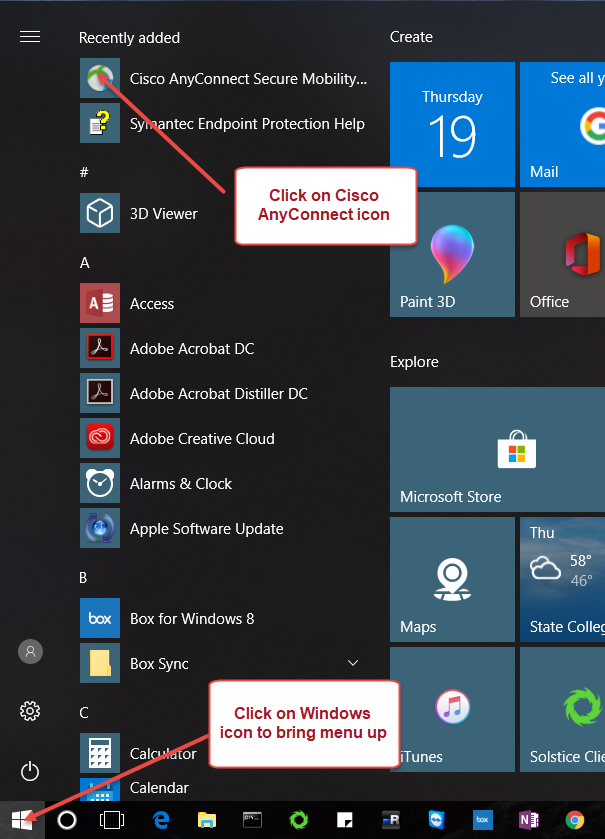 Recently added
Cisco AnyConnect Secure Mobility...
Symantec Endpoint Protection Help
Click on Cisco
AnyConnect icon
#
3D Viewer
A
Access
Adobe Acrobat DC
Adobe Acrobat Distiller DC
Adobe Creative Cloud
Alarms & Clock
Apple Software Update
B
box
Box for Windows 8
Box Sync
C
Click on Windows
icon to bring menu up
Calculator
Calendar
Create
Thursday
19
See all y
Mail
Paint 3D
Office
Explore
Microsoft Store
Maps
Thu
58°
46°
State Colleg
iTunes
Solstice Clie
box